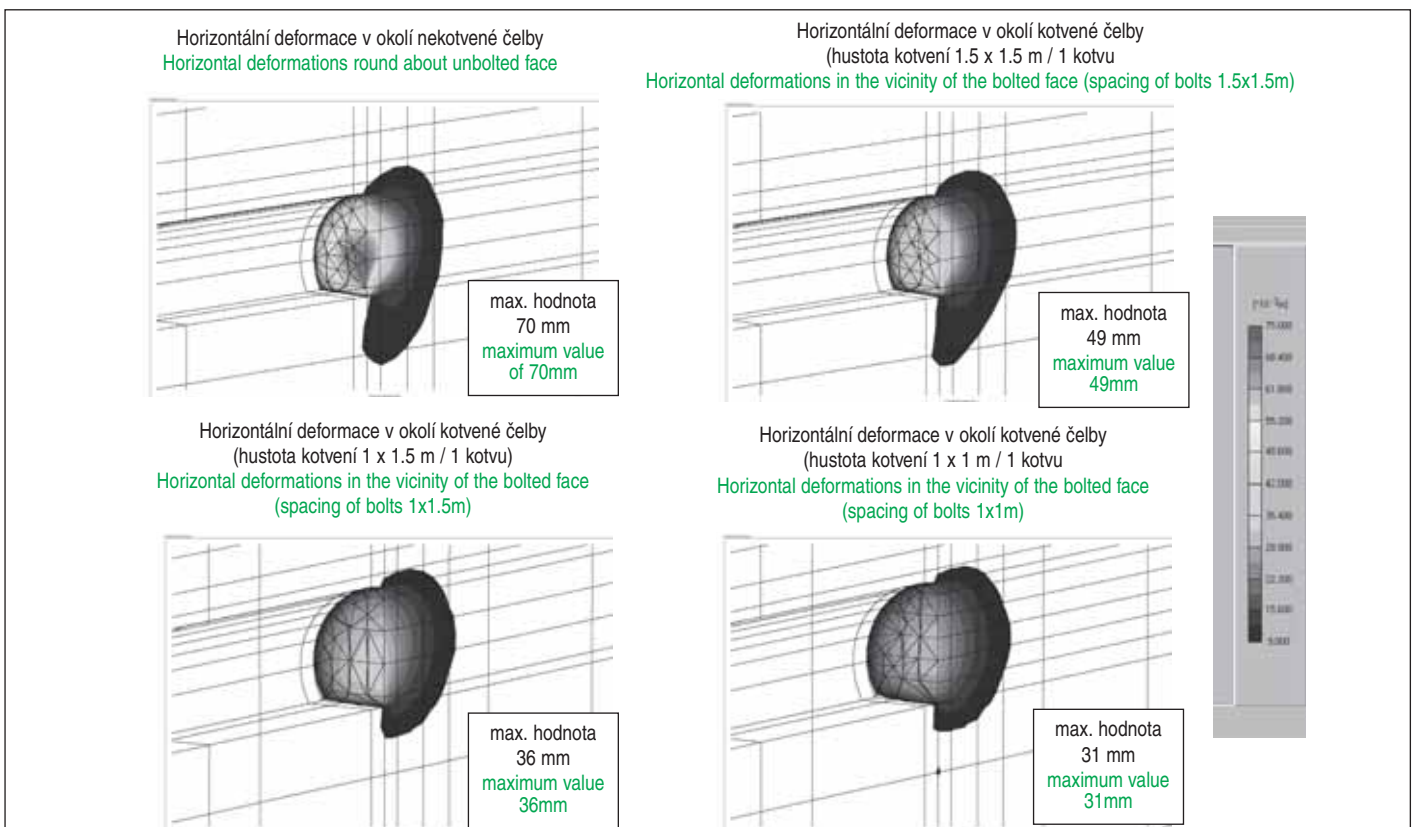 Horizontální deformace v okolí nekotvené čelby
Horizontal deformations round about unbolted face
max. hodnota
70 mm
maximum value
of 70mm
Horizontální deformace v okolí kotvené čelby
(hustota kotvení 1.5 x 1.5 m / 1 kotvu
Horizontal deformations in the vicinity of the bolted face (spacing of bolts 1.5x1.5m)
max. hodnota
49 mm
maximum value
49mm
Horizontální deformace v okolí kotvené čelby
(hustota kotvení 1 x 1.5 m / 1 kotvu)
Horizontal deformations in the vicinity of the bolted face
(spacing of bolts 1x1.5m)
max. hodnota
36 mm
maximum value
36mm
Horizontální deformace v okolí kotvené čelby
(hustota kotvení 1 x 1 m / 1 kotvu
Horizontal deformations in the vicinity of the bolted face
(spacing of bolts 1x1m)
max. hodnota
31 mm
maximum value
31mm